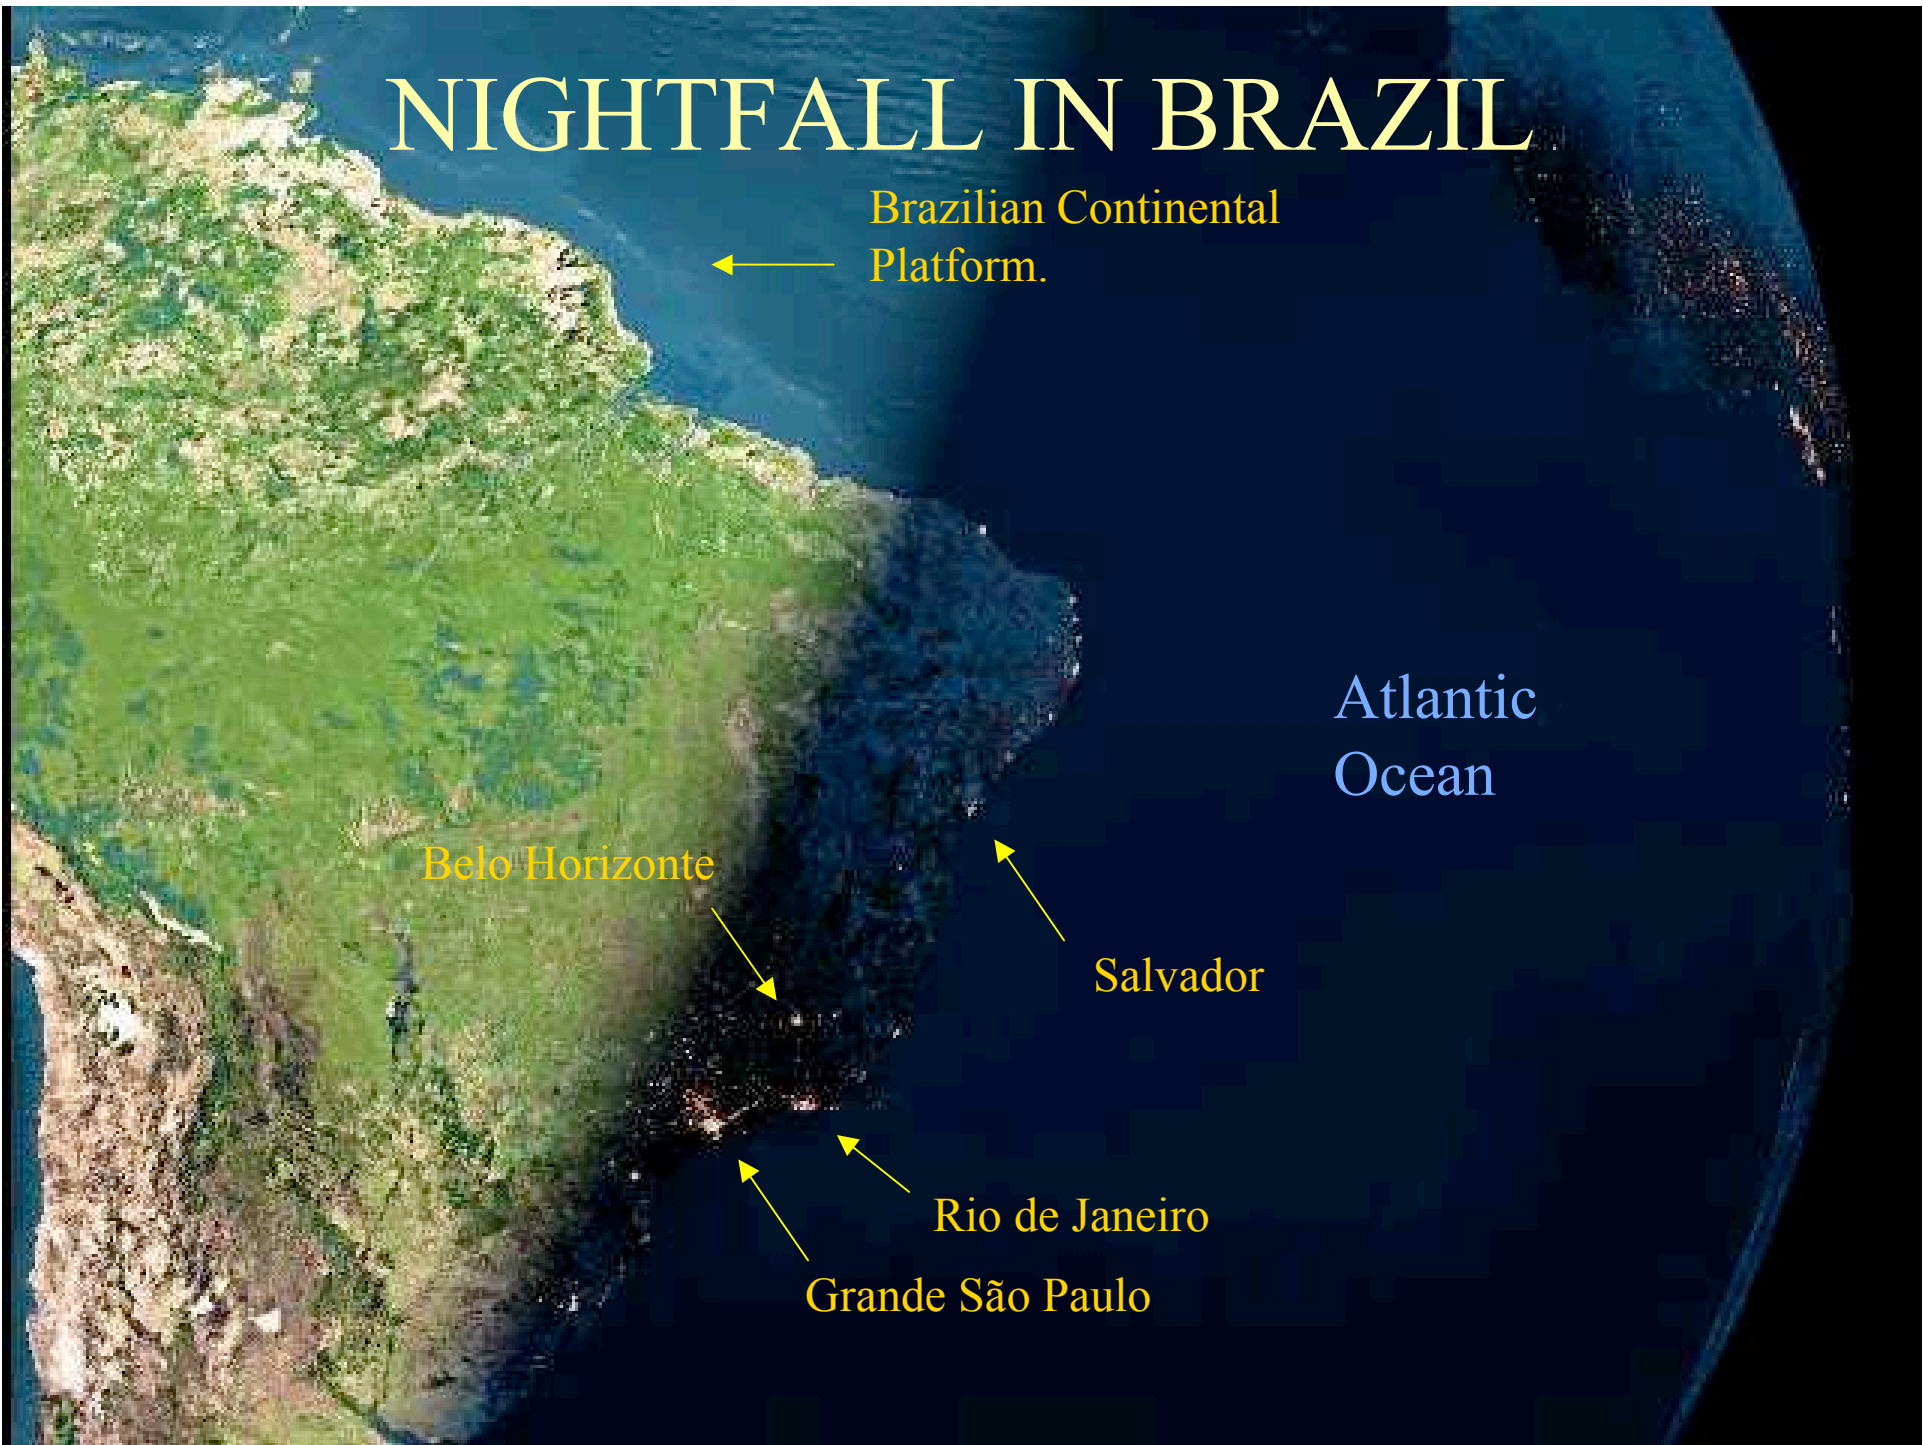 NIGHTFALL IN BRAZIL
Brazilian Continental
Platform.
Atlantic
Ocean
Belo Horizonte
Salvador
Rio de Janeiro
Grande São Paulo